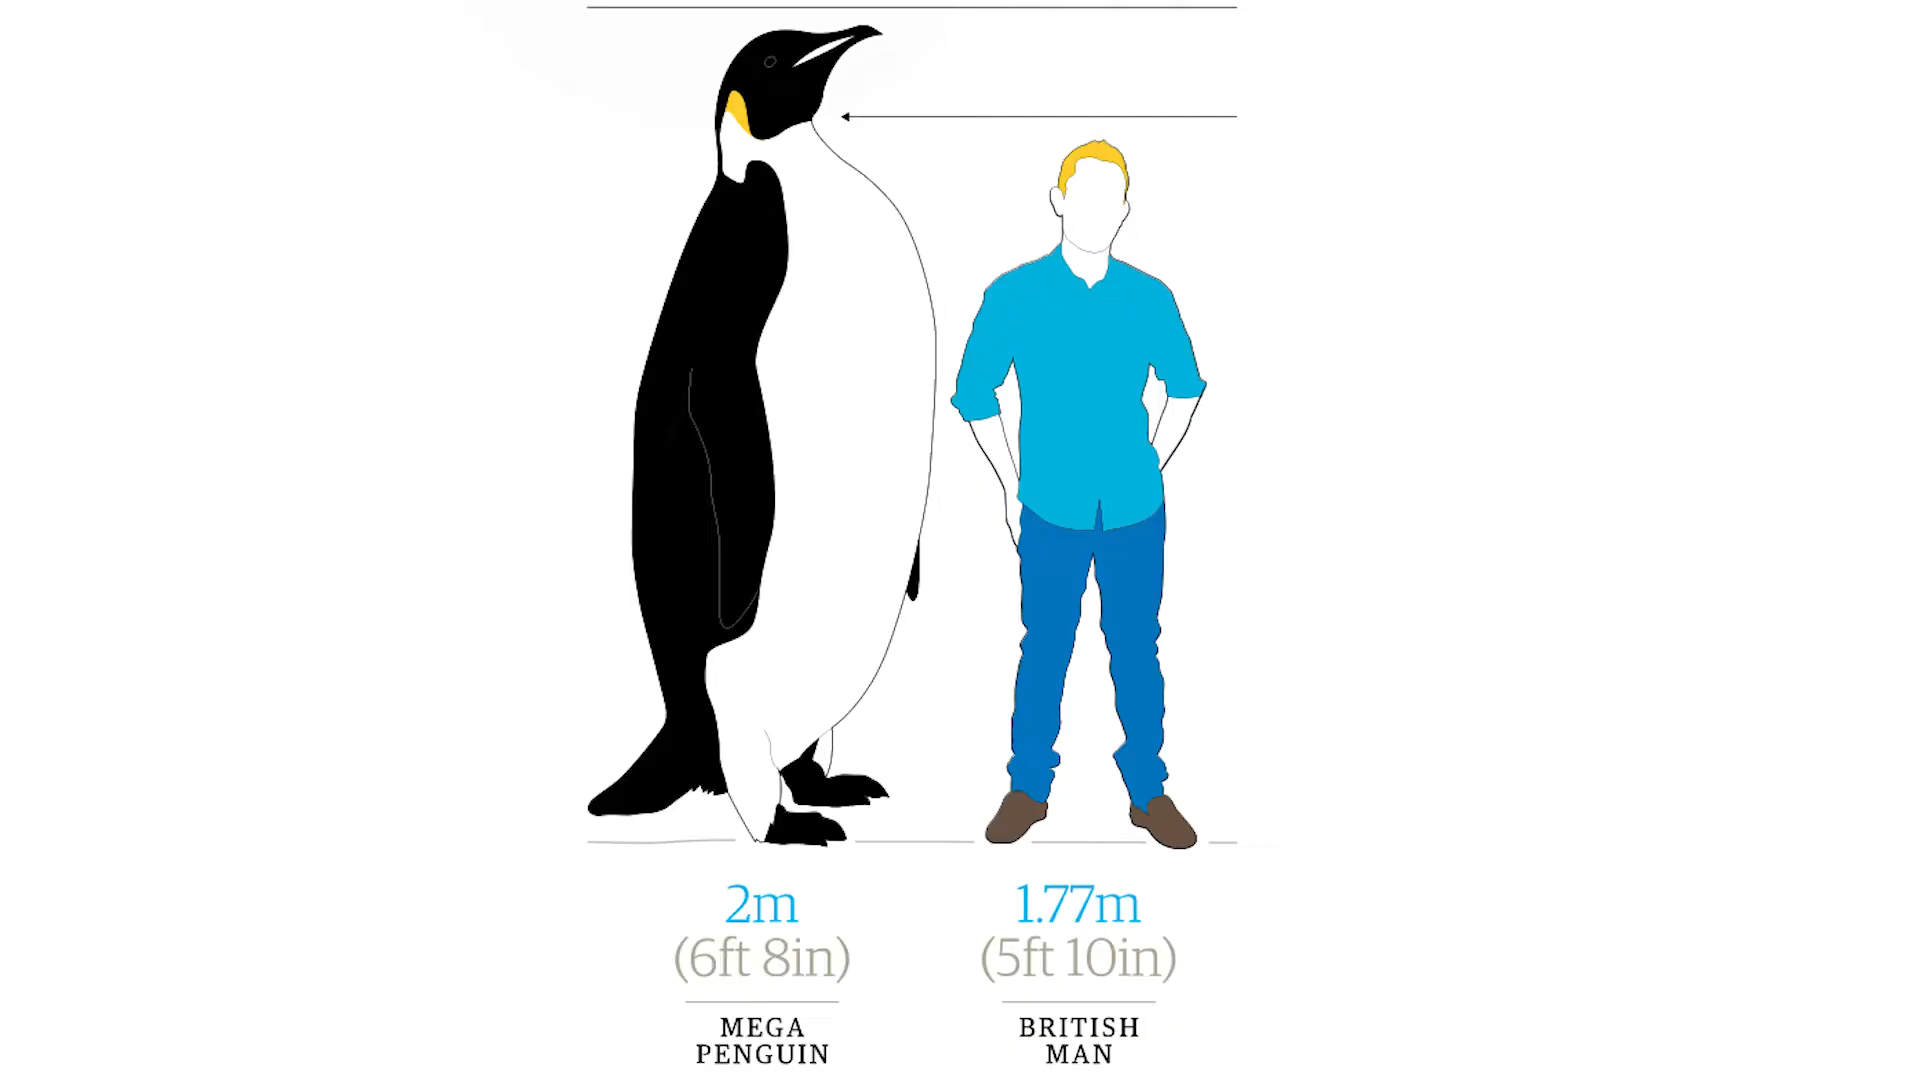 2m
(6ft 8in)
MEGA
PENGUIN
1.77m
(5ft 10in)
BRITISH
MAN